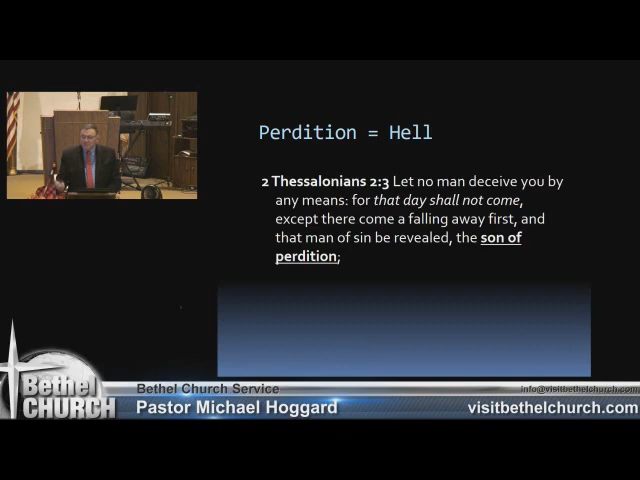 Perdition = Hell
2 Thessalonians 2:3 Let no man deceive you by
any means: for that day shall not come,
except there come a falling away first, and
that man of sin be revealed, the son of
perdition;
Bethel
CHURCH
Bethel Church Service
info@visitbethelchurch.com
Pastor Michael Hoggard
visitbethelchurch.com